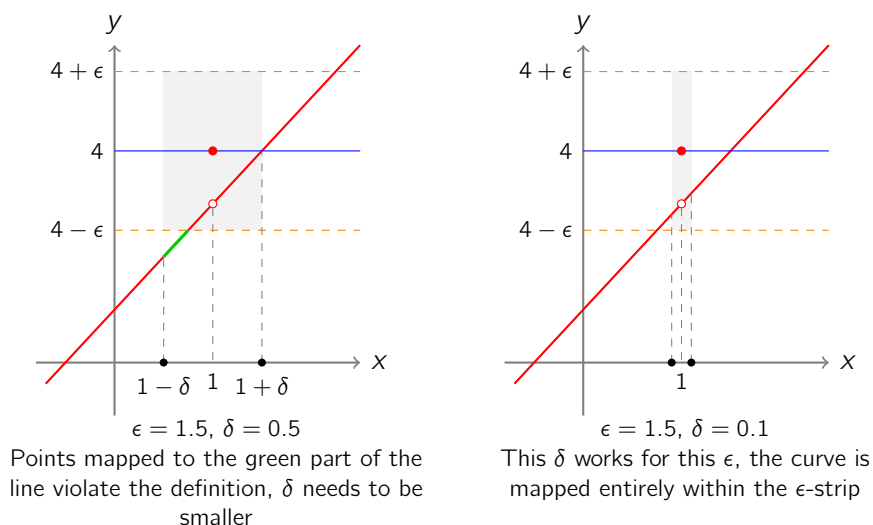 y
4 + ϵ
4
4 − ϵ
x
1 − δ 1 1 + δ
ϵ = 1.5, δ = 0.5
Points mapped to the green part of the
line violate the definition, δ needs to be
smaller
y
4 + ϵ
4
4 − ϵ
x
1
ϵ = 1.5, δ = 0.1
This δ works for this ϵ, the curve is
mapped entirely within the ϵ-strip